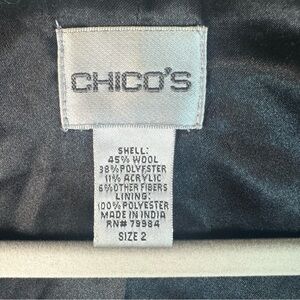 CHICO'S
SHELL:
45% WOOL
38% POLYESTER
11% ACRYLIC
6% OTHER FIBERS
LINING:
100% POLYESTER
MADE IN INDIA
RN# 79984
SIZE 2